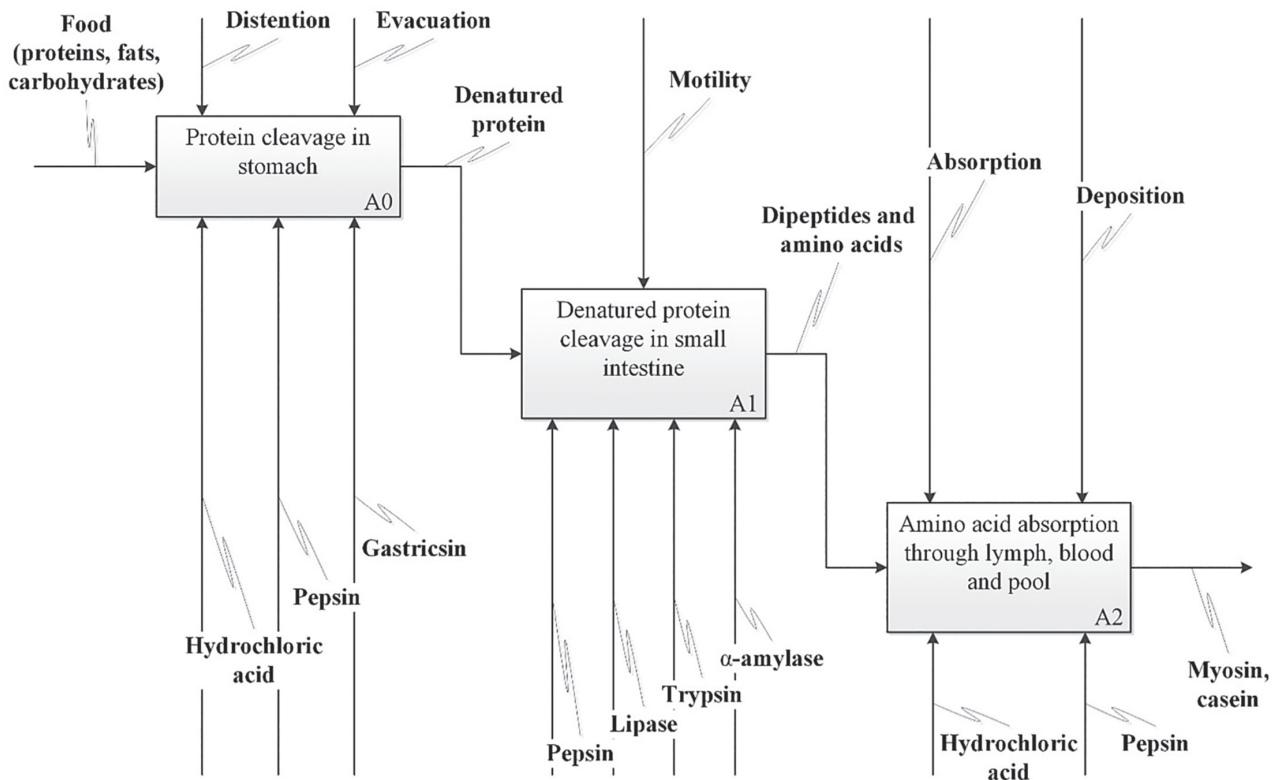 Food
(proteins, fats,
carbohydrates)
Distention
Evacuation
Protein cleavage in
stomach
A0
Denatured
protein
Motility
Absorption
Deposition
Dipeptides and
amino acids
Denatured protein
cleavage in small
intestine
A1
Amino acid absorption
through lymph, blood
and pool
A2
Gastricsin
Pepsin
Hydrochloric
acid
α-amylase
Trypsin
Lipase
Pepsin
Myosin,
casein
Hydrochloric
acid
Pepsin